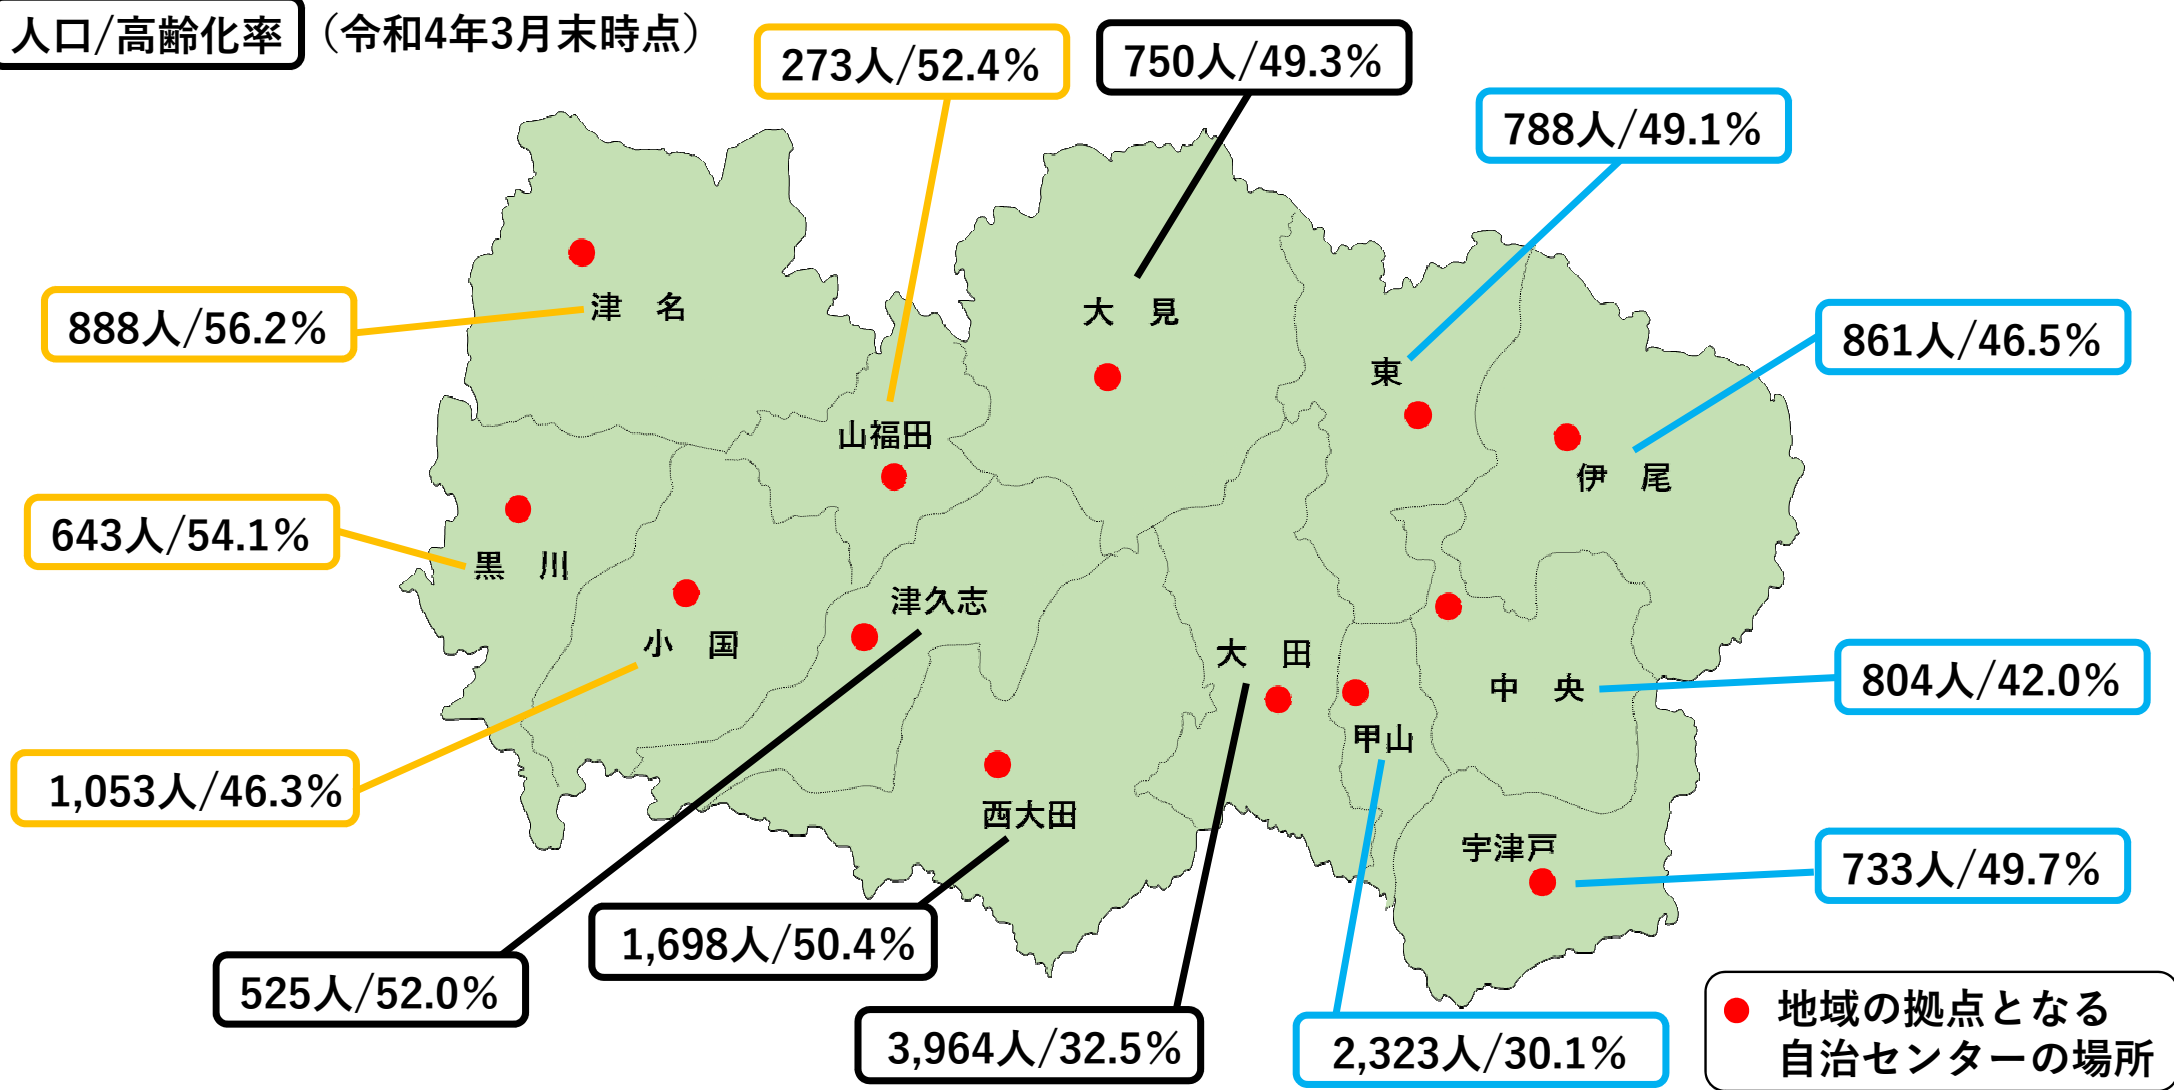 人口/高齢化率 （令和4年3月末時点）
273人/52.4%
750人/49.3%
788人/49.1%
888人/56.2%
津　名
大　見
861人/46.5%
東
山福田
伊　尾
643人/54.1%
黒　川
津久志
小　国
大　田
804人/42.0%
中　央
甲山
1,053人/46.3%
西大田
宇津戸
733人/49.7%
1,698人/50.4%
525人/52.0%
3,964人/32.5%
2,323人/30.1%
地域の拠点となる
自治センターの場所